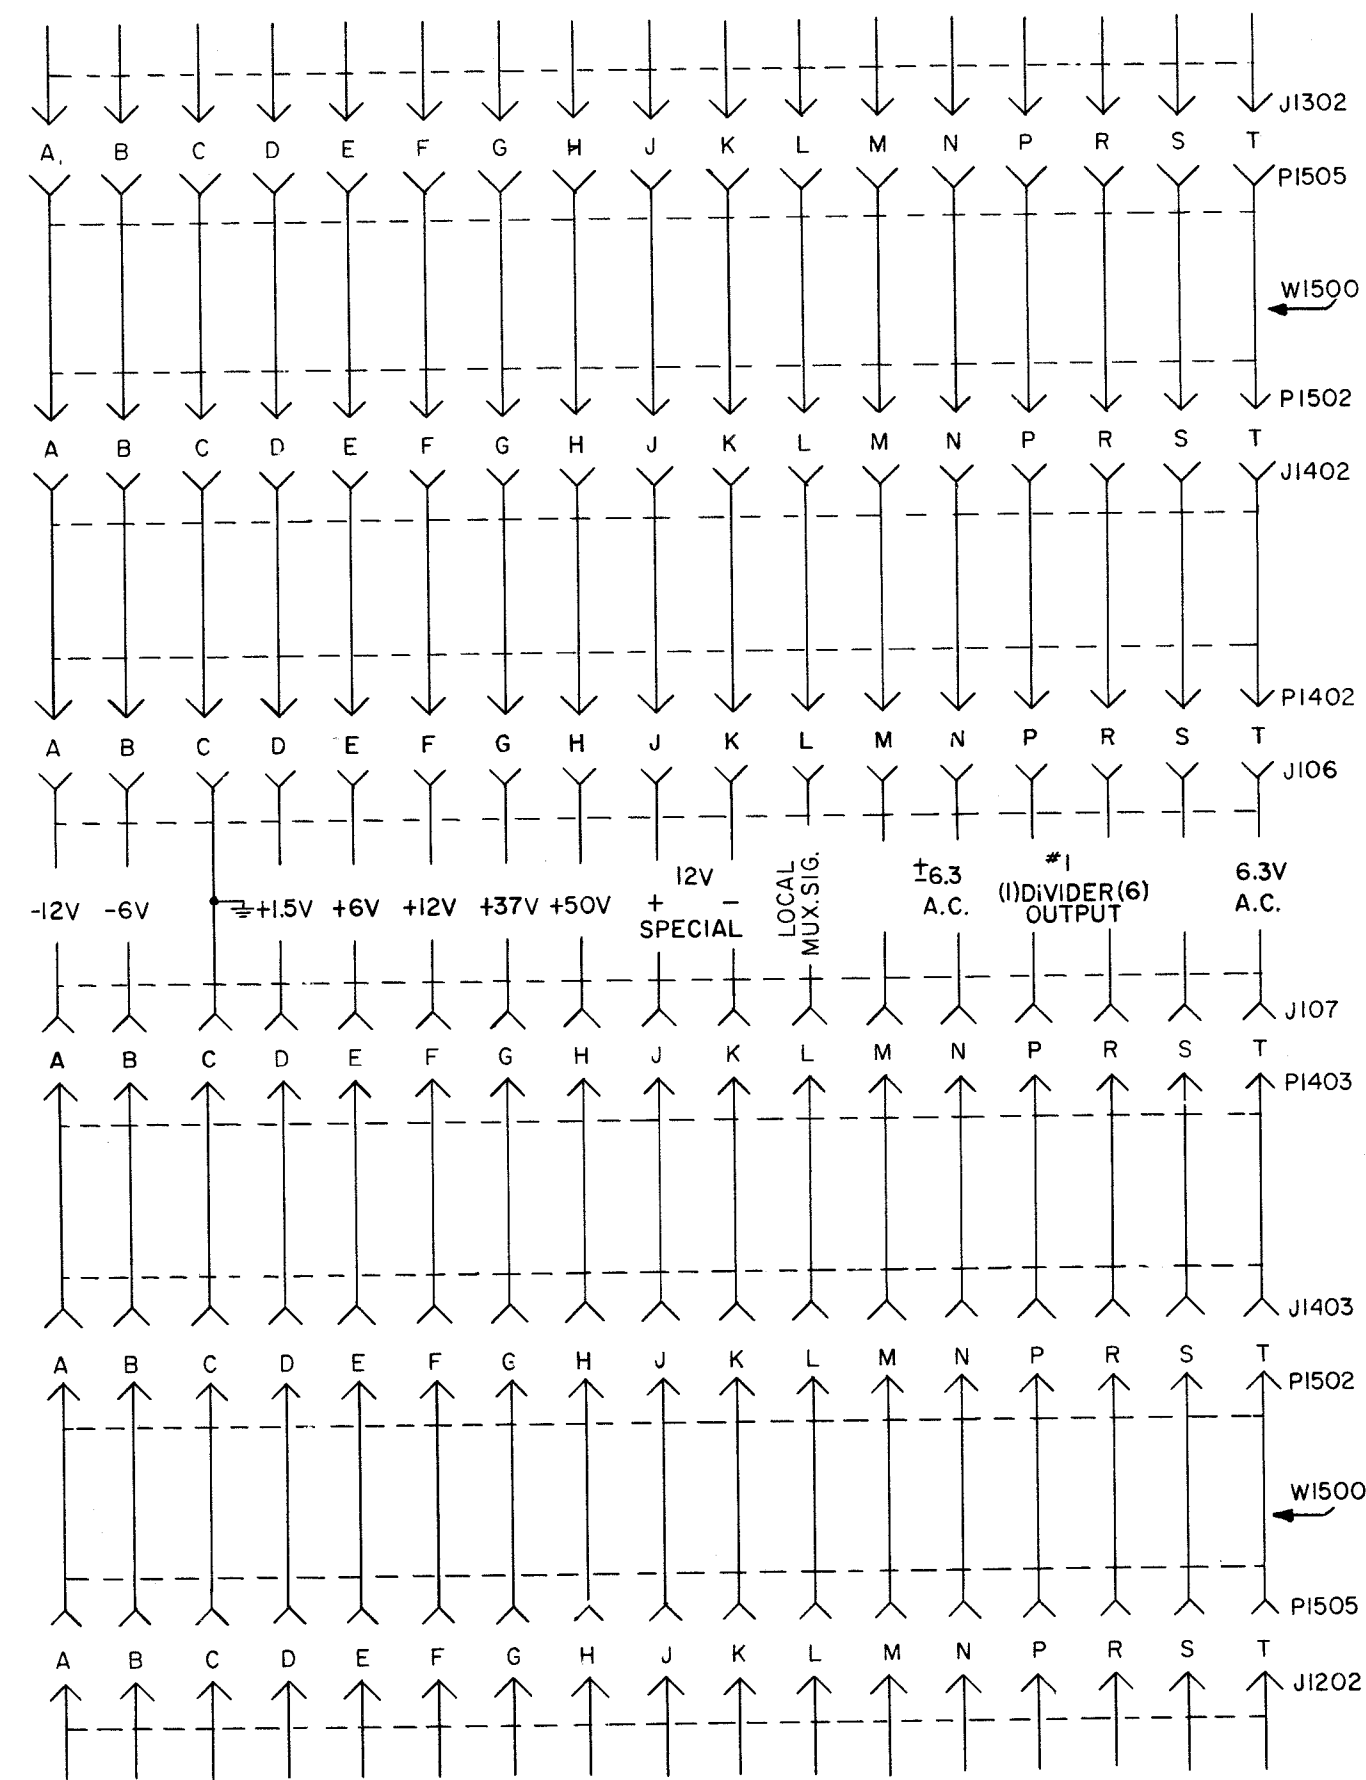 J1302
A B C D E F G H J K L M N P R S T
P1505
W1500
P1502
A B C D E F G H J K L M N P R S T
J1402
P1402
A B C D E F G H J K L M N P R S T
J106
-12V -6V +1.5V +6V +12V +37V +50V
12V
+ -
SPECIAL
LOCAL
MUX. SIG.
±6.3
A.C.
#1
(1)DiVIDER(6)
OUTPUT
6.3V
A.C.
J107
A B C D E F G H J K L M N P R S T
P1403
J1403
A B C D E F G H J K L M N P R S T
P1502
W1500
P1505
A B C D E F G H J K L M N P R S T
J1202